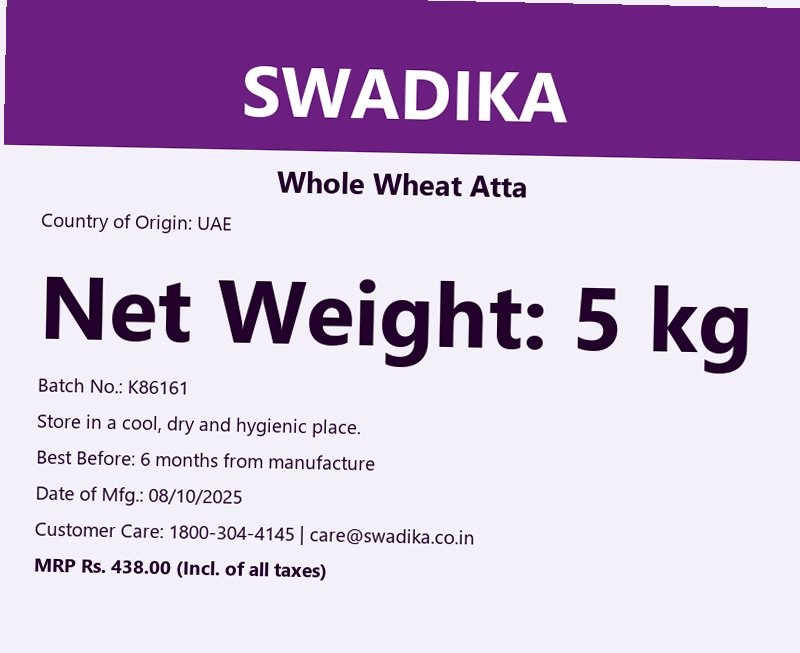 SWADIKA
Whole Wheat Atta
Country of Origin: UAE
Net Weight: 5 kg
Batch No.: K86161
Store in a cool, dry and hygienic place.
Best Before: 6 months from manufacture
Date of Mfg.: 08/10/2025
Customer Care: 1800-304-4145 | care@swadika.co.in
MRP Rs. 438.00 (Incl. of all taxes)